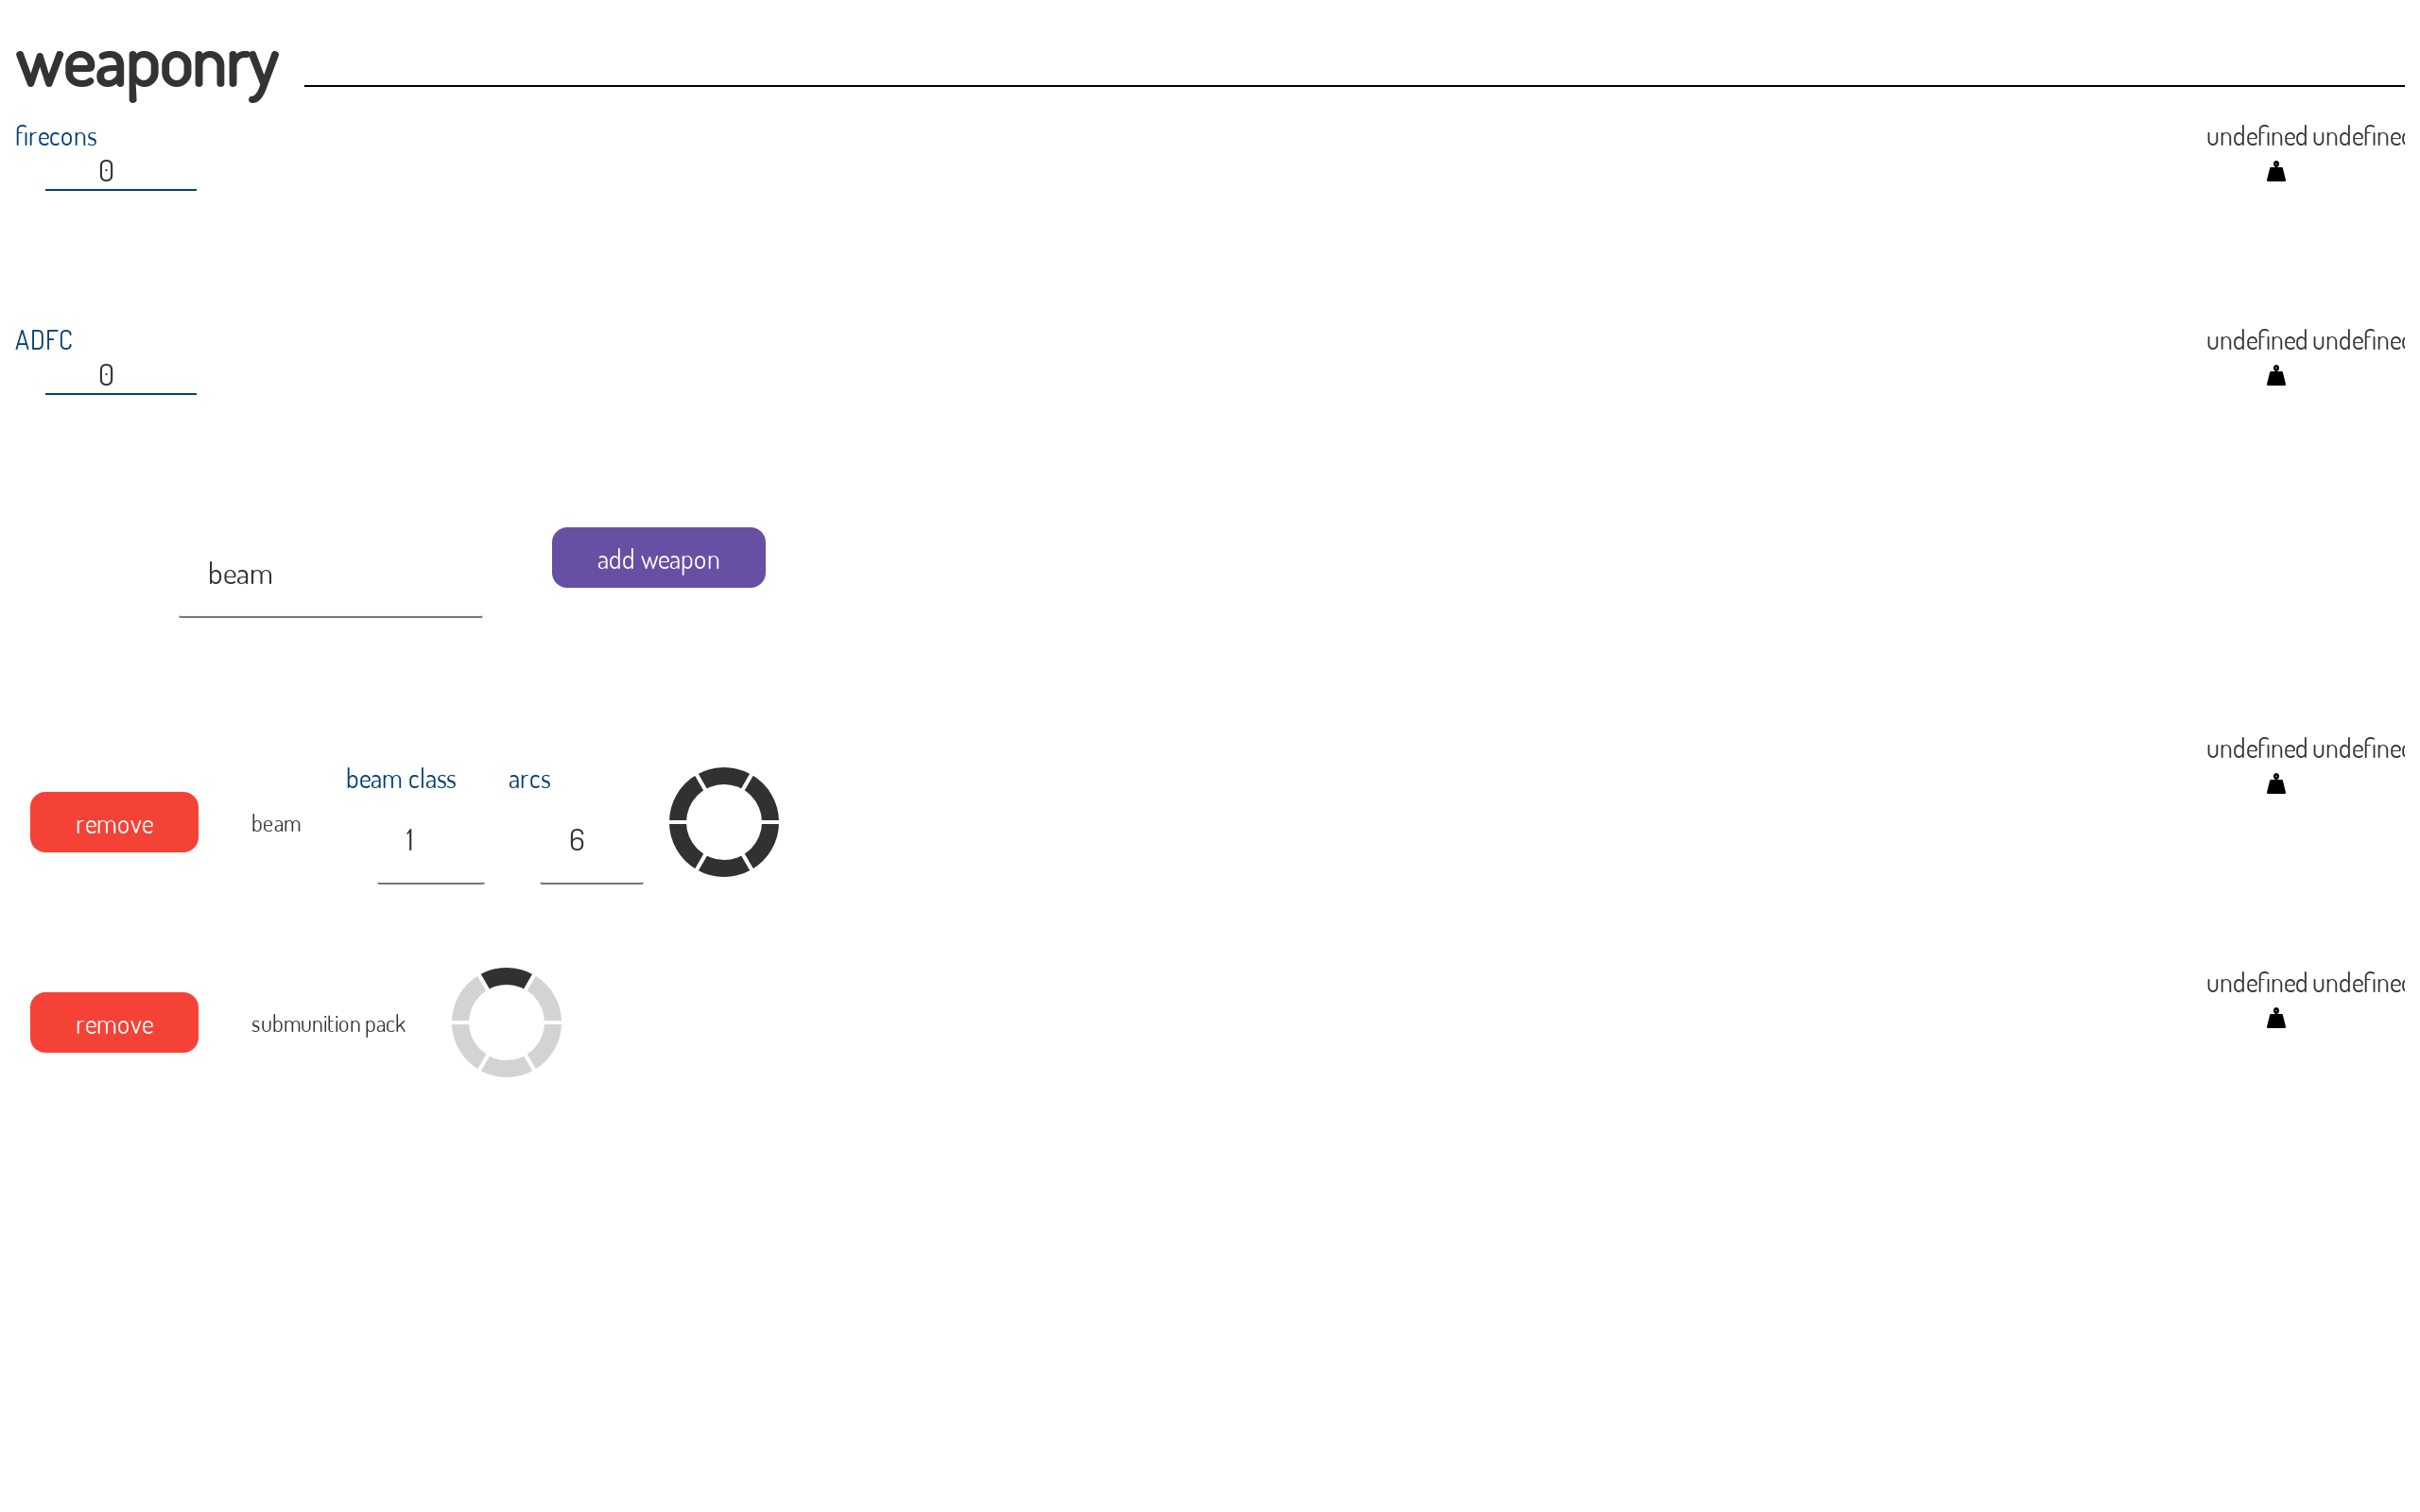 weaponry
firecons
undefined undefined
0
ADFC
undefined undefined
0
beam
add weapon
undefined undefined
beam class
arcs
remove
beam
1
6
undefined undefined
remove
submunition pack